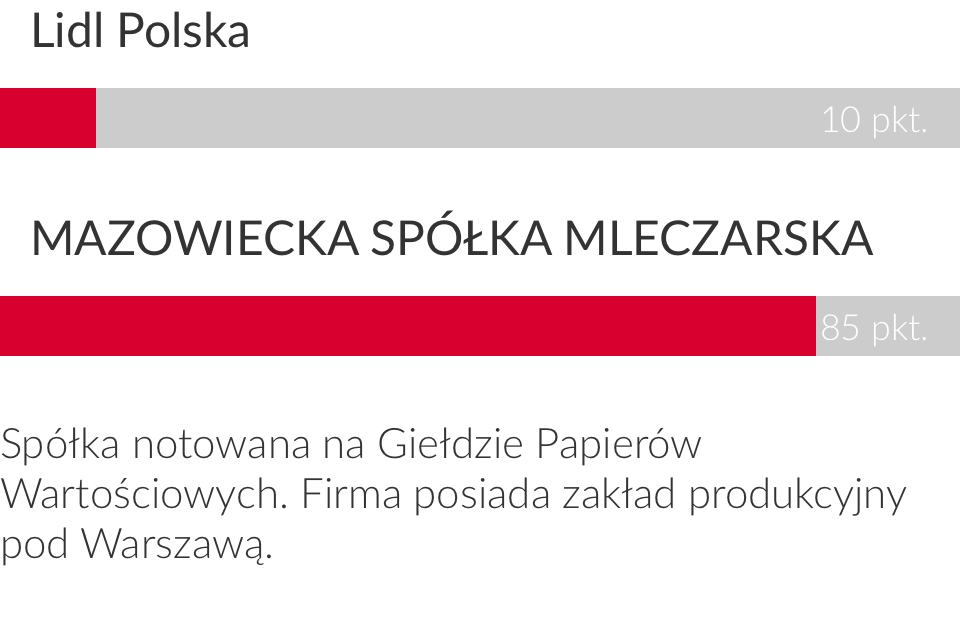 Lidl Polska
10 pkt.
MAZOWIECKA SPÓŁKA MLECZARSKA
85 pkt.
Spółka notowana na Giełdzie Papierów
Wartościowych. Firma posiada zakład produkcyjny
pod Warszawą.